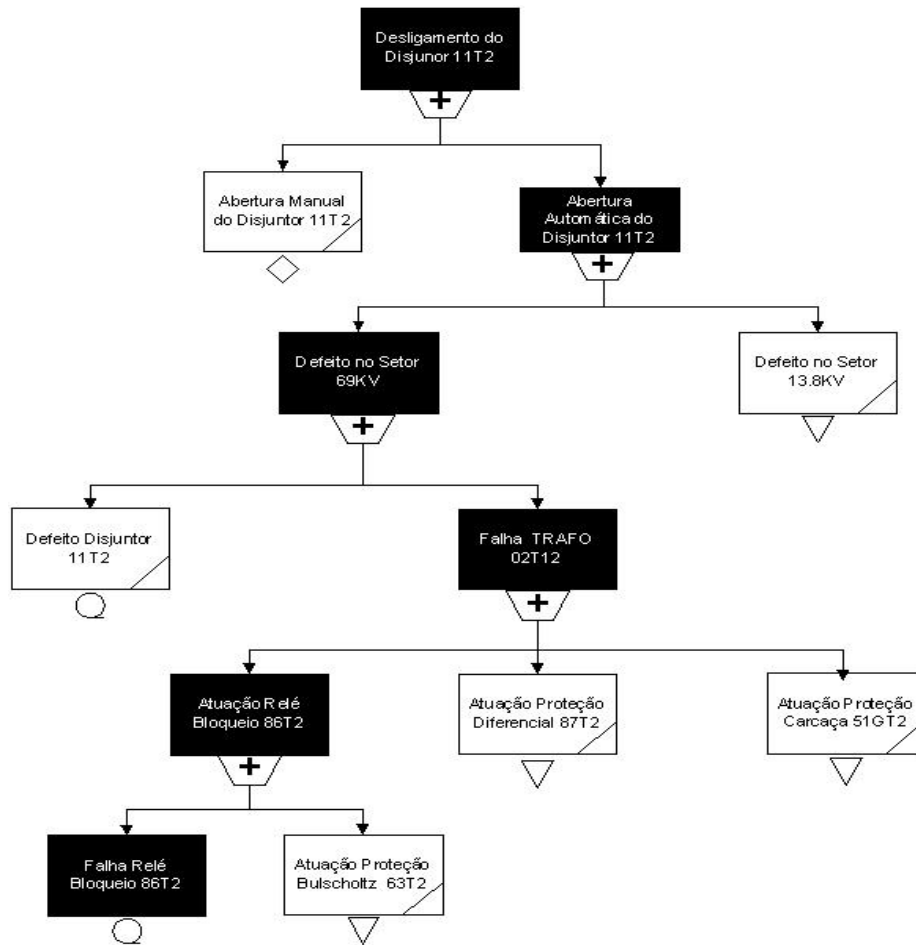 Desligamento do
Disjunor 11T2
+
Abertura Manual
do Disjuntor 11T2
Abertura
Automática do
Disjuntor 11T2
+
Defeito no Setor
69KV
+
Defeito no Setor
13.8KV
Defeito Disjuntor
11T2
Falha TRAFO
02T12
+
Atuação Relé
Bloqueio 86T2
+
Atuação Proteção
Diferencial 87T2
Atuação Proteção
Carcaça 51GT2
Falha Relé
Bloqueio 86T2
Atuação Proteção
Bulscholtz 63T2